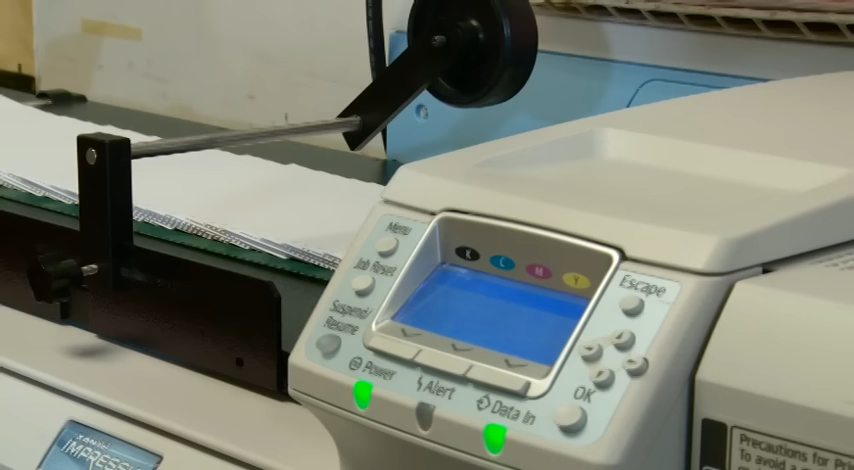 Menu
K C M Y
Job Reset
Escape
Suspend/
Resume
Power
Alert
Data In
OK
IMPRESS
Precautions for
To avoid